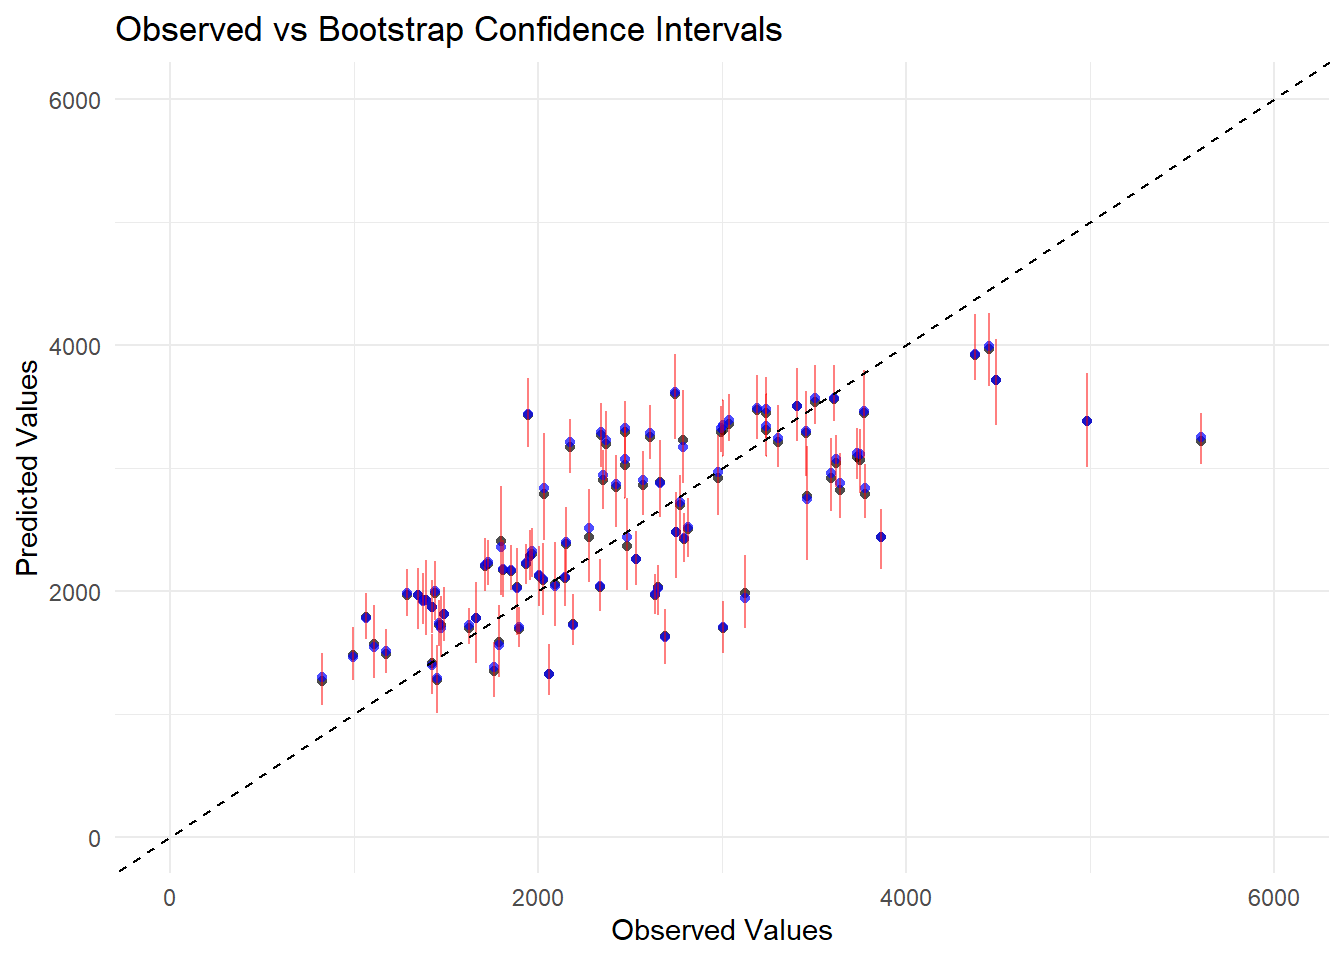 Observed vs Bootstrap Confidence Intervals
6000
4000
2000
0
Predicted Values
0 2000 4000 6000
Observed Values